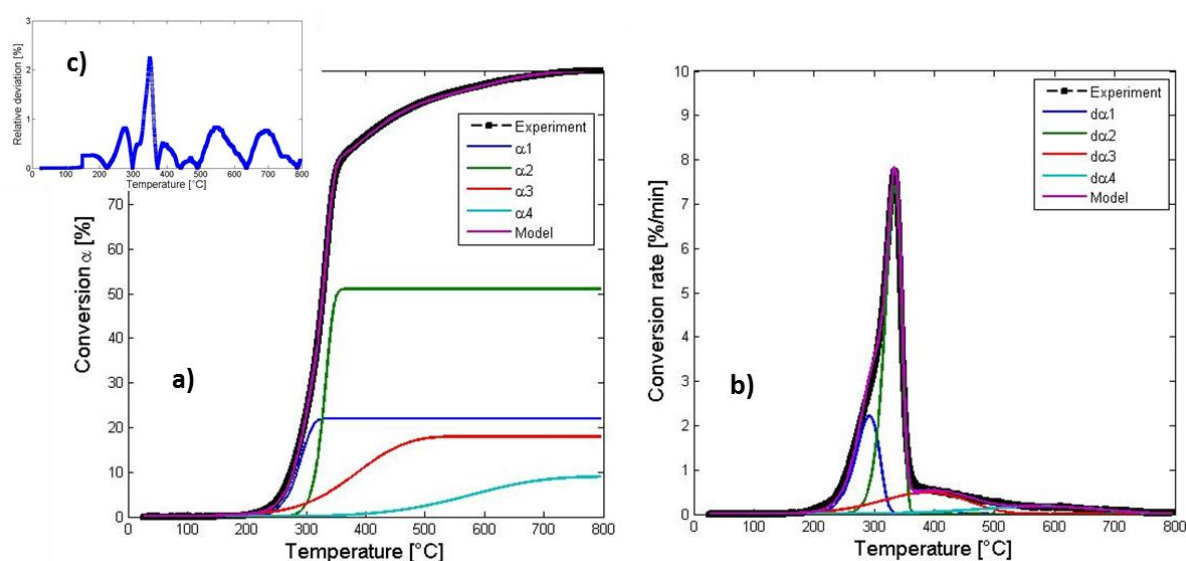 c)
Relative deviation [%]
3
2
1
0
0 100 200 300 400 500 600 700 800
Temperature [°C]
Conversion α [%]
70
60
50
40
30
20
10
0
0 100 200 300 400 500 600 700 800
Temperature [°C]
a)
Experiment
α1
α2
α3
α4
Model
Conversion rate [%/min]
10
9
8
7
6
5
4
3
2
1
0
0 100 200 300 400 500 600 700 800
Temperature [°C]
b)
Experiment
dα1
dα2
dα3
dα4
Model